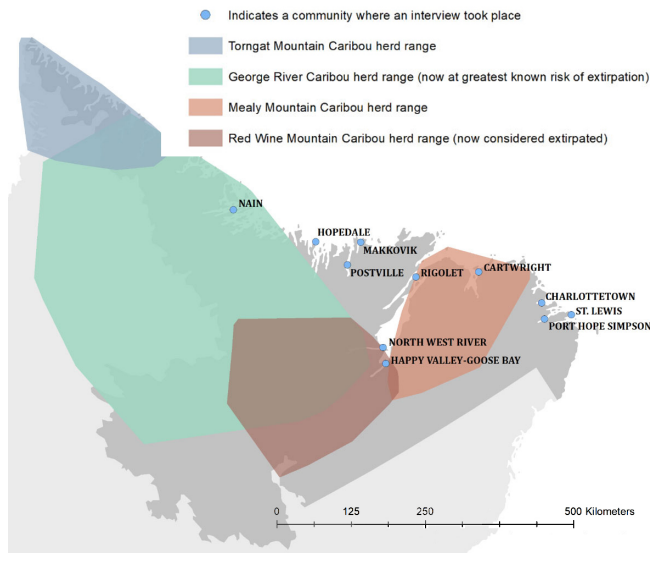 Indicates a community where an interview took place
Torngat Mountain Caribou herd range
George River Caribou herd range (now at greatest known risk of extirpation)
Mealy Mountain Caribou herd range
Red Wine Mountain Caribou herd range (now considered extirpated)
NAIN
HOPEDALE
MAKKOVIK
POSTVILLE
RIGOLET
CARTWRIGHT
CHARLOTTETOWN
ST. LEWIS
PORT HOPE SIMPSON
NORTH WEST RIVER
HAPPY VALLEY-GOOSE BAY
0 125 250 500 Kilometers